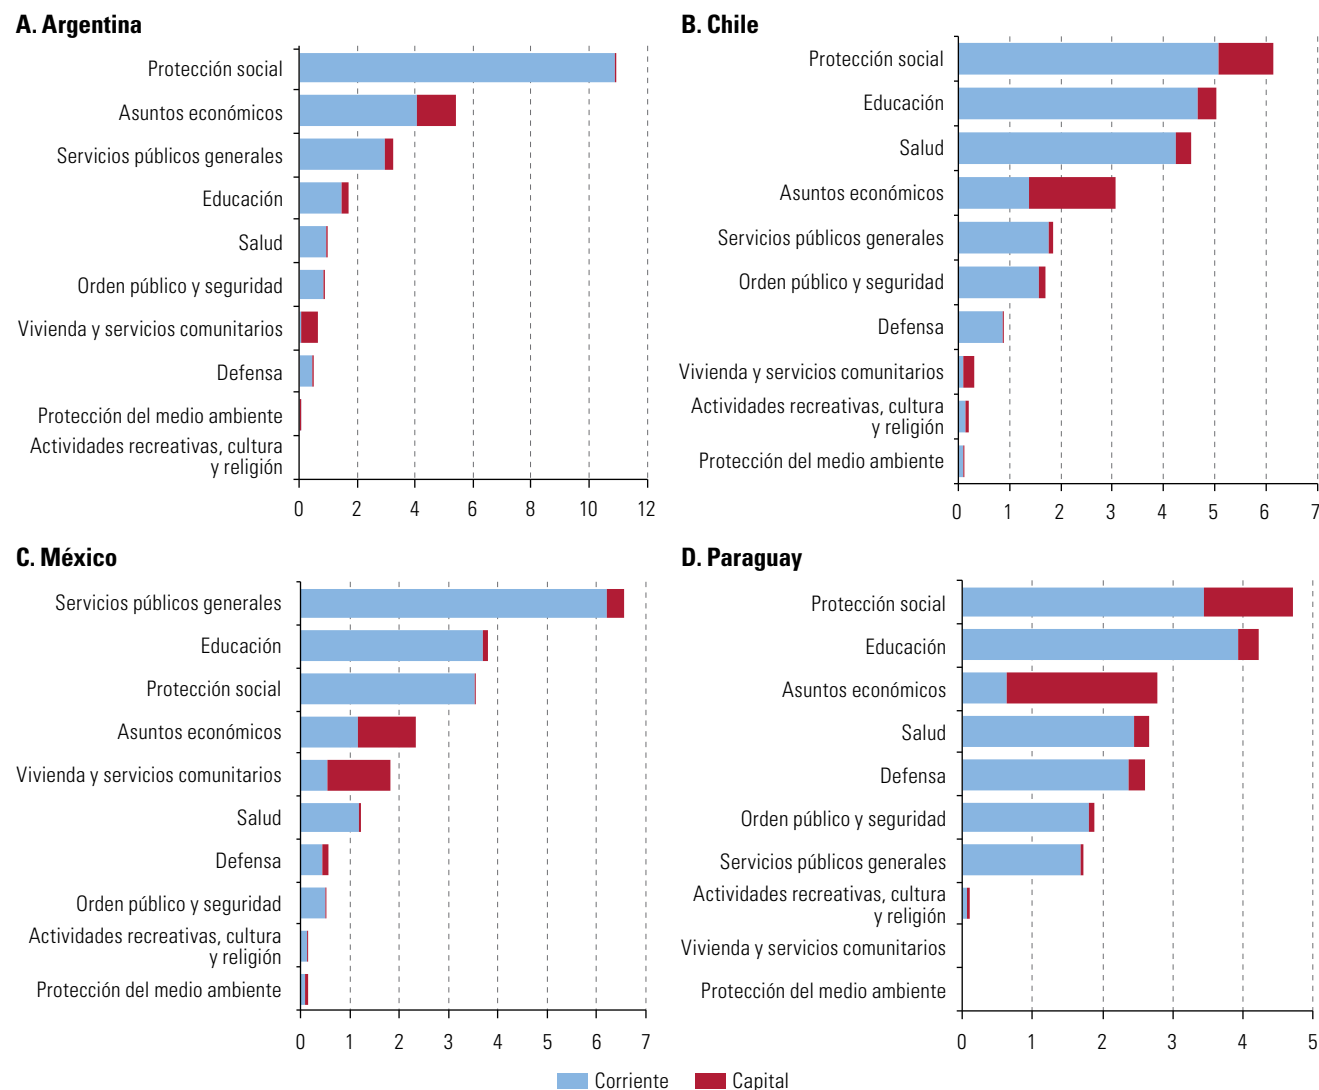 A. Argentina
Protección social
Asuntos económicos
Servicios públicos generales
Educación
Salud
Orden público y seguridad
Vivienda y servicios comunitarios
Defensa
Protección del medio ambiente
Actividades recreativas, cultura
y religión
0 2 4 6 8 10 12
B. Chile
Protección social
Educación
Salud
Asuntos económicos
Servicios públicos generales
Orden público y seguridad
Defensa
Vivienda y servicios comunitarios
Actividades recreativas, cultura
y religión
Protección del medio ambiente
0 1 2 3 4 5 6 7
C. México
Servicios públicos generales
Educación
Protección social
Asuntos económicos
Vivienda y servicios comunitarios
Salud
Defensa
Orden público y seguridad
Actividades recreativas, cultura
y religión
Protección del medio ambiente
0 1 2 3 4 5 6 7
D. Paraguay
Protección social
Educación
Asuntos económicos
Salud
Defensa
Orden público y seguridad
Servicios públicos generales
Actividades recreativas, cultura
y religión
Vivienda y servicios comunitarios
Protección del medio ambiente
0 1 2 3 4 5
Corriente Capital